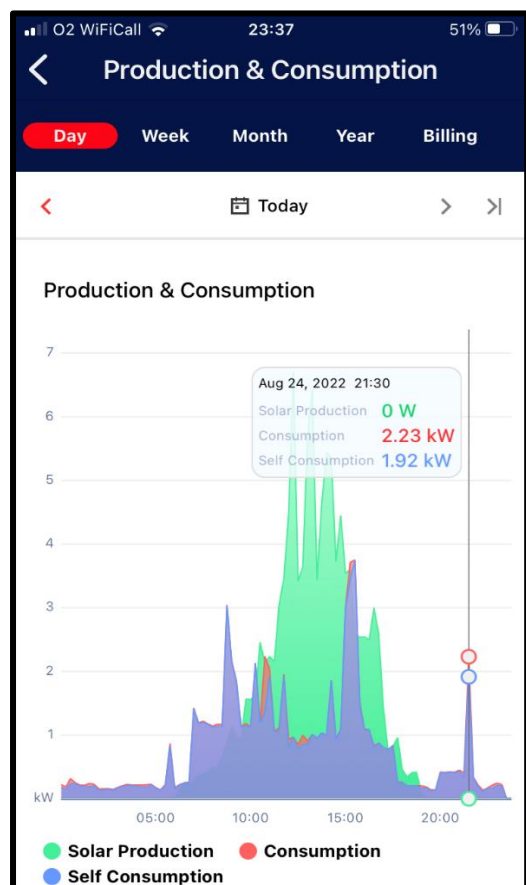 O2 WiFiCall 23:37 51%
Production & Consumption
Day Week Month Year Billing
Today
Production & Consumption
7
Aug 24, 2022 21:30
6
Solar Production 0 W
Consumption 2.23 kW
Self Consumption 1.92 kW
5
4
3
2
1
kW
05:00 10:00 15:00 20:00
Solar Production Consumption
Self Consumption